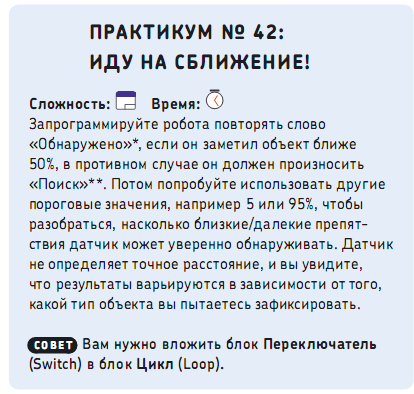 ПРАКТИКУМ № 42:
ИДУ НА СБЛИЖЕНИЕ!
Сложность: Время:
Запрограммируйте робота повторять слово
«Обнаружено»*, если он заметил объект ближе
50%, в противном случае он должен произносить
«Поиск»**. Потом попробуйте использовать другие
пороговые значения, например 5 или 95%, чтобы
разобраться, насколько близкие/далекие препят-
ствия датчик может уверенно обнаруживать. Датчик
не определяет точное расстояние, и вы увидите,
что результаты варьируются в зависимости от того,
какой тип объекта вы пытаетесь зафиксировать.
СОВЕТ Вам нужно вложить блок Переключатель
(Switch) в блок Цикл (Loop).